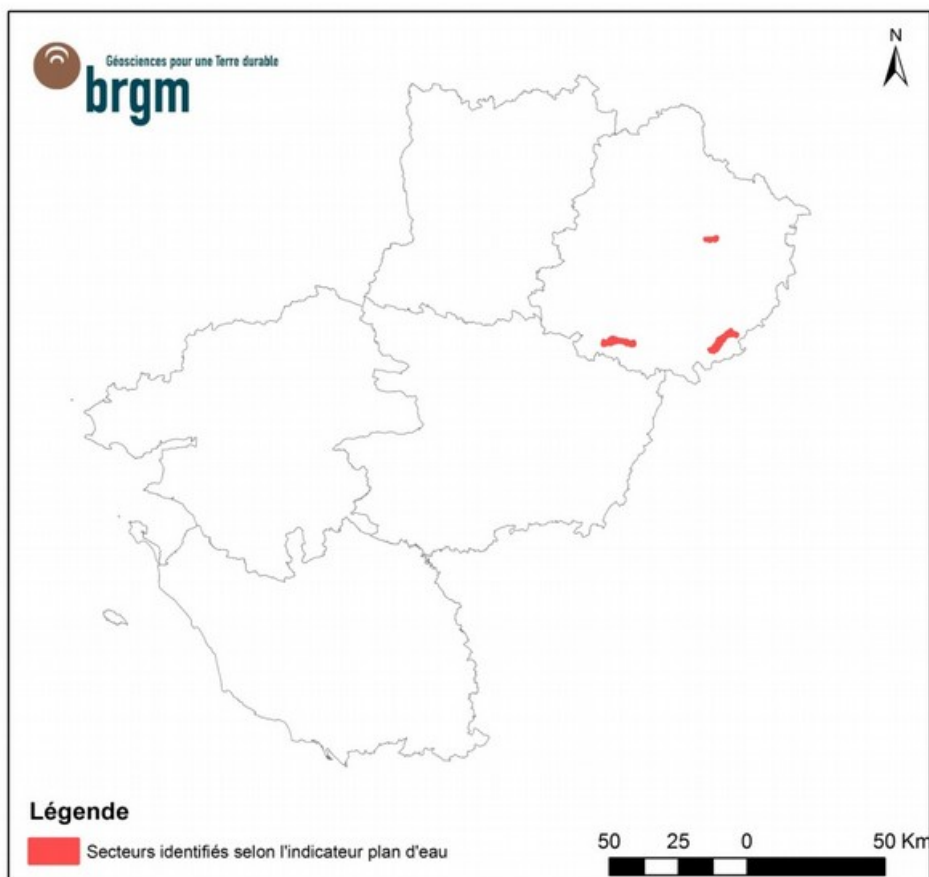 Géosciences pour une Terre durable
brgm
N
Légende
Secteurs identifiés selon l'indicateur plan d'eau
50 25 0 50 Km